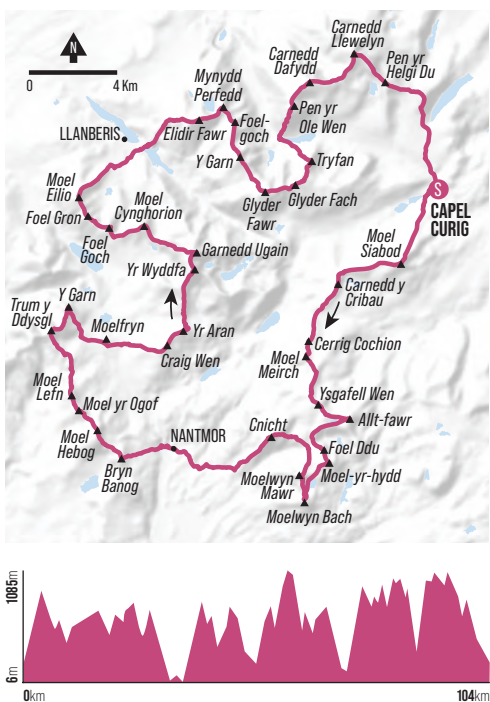 Carnedd
Llewelyn
N
Carnedd
Dafydd
Pen yr
Helgi Du
Mynydd
Perfedd
0
4 Km
Pen yr
Ole Wen
Elidir Fawr
Foel-
goch
LLANBERIS
Y Garn
Tryfan
S
Moel
Eilio
Glyder Fach
Glyder
Fawr
CAPEL
CURIG
Moel
Cynghorion
Foel Gron
Foel
Goch
Moel
Siabod
Garnedd Ugain
Yr Wyddfa
Carnedd y
Cribau
Y Garn
Trum y
Ddysgl
Moelfryn
Yr Aran
Cerrig Cochion
Craig Wen
Moel
Meirch
Moel
Lefn
Moel yr Ogof
Ysgafell Wen
Allt-fawr
Cnicht
Moel
Hebog
NANTMOR
Foel Ddu
Bryn
Banog
Moelwyn
Mawr
Moel-yr-hydd
Moelwyn Bach
1085m
6m
0km
104km